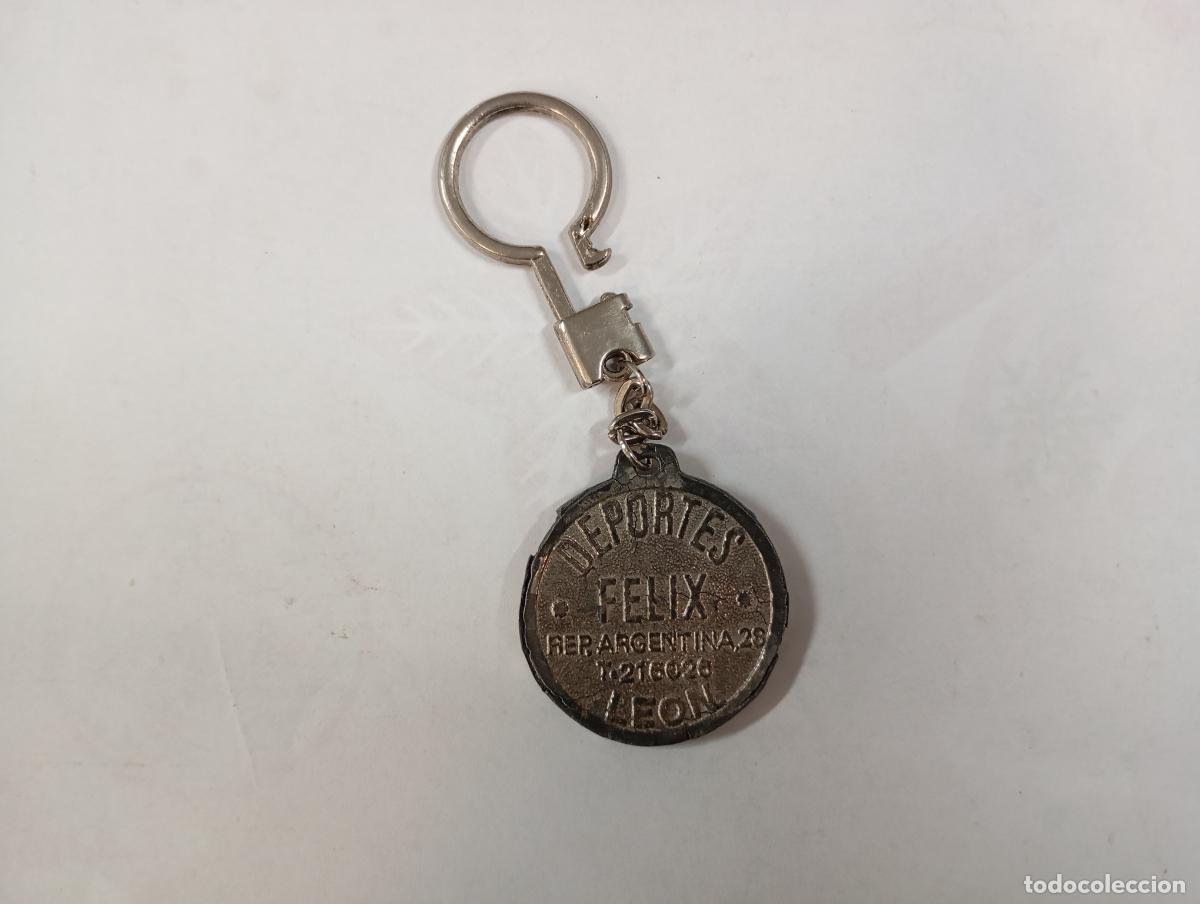 DEPORTES
FELIX
REP. ARGENTINA, 28
T. 216026
LEON
todocoleccion